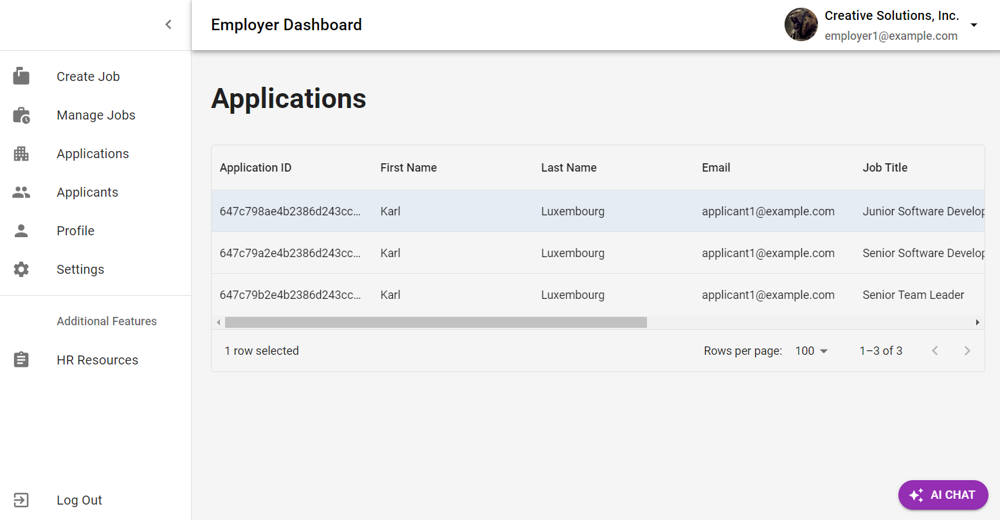 Employer Dashboard
Creative Solutions, Inc.
employer1@example.com
Create Job
Manage Jobs
Applications
Applicants
Profile
Settings
Additional Features
HR Resources
Log Out
Applications
Application ID First Name Last Name Email Job Title
647c798ae4b2386d243cc... Karl Luxembourg applicant1@example.com Junior Software Develop
647c79a2e4b2386d243cc... Karl Luxembourg applicant1@example.com Senior Software Develop
647c79b2e4b2386d243cc... Karl Luxembourg applicant1@example.com Senior Team Leader
1 row selected Rows per page: 100 1–3 of 3
AI CHAT